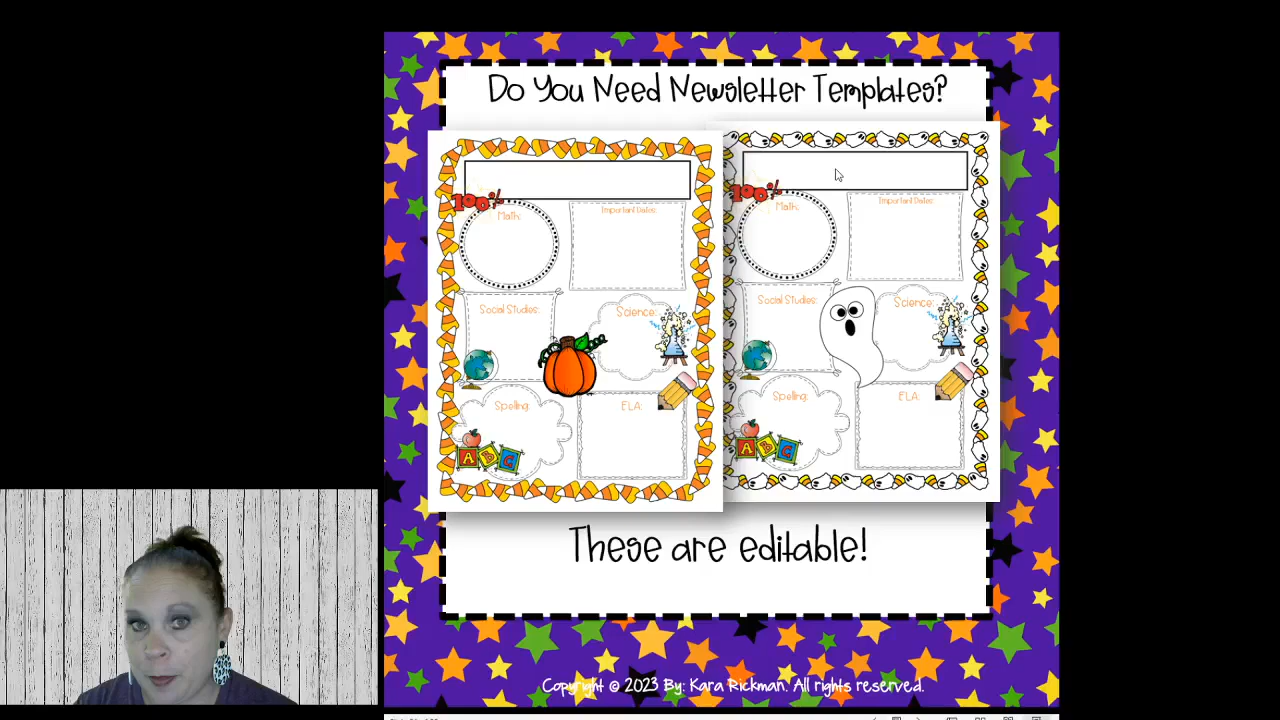 Do You Need Newsletter Templates?
100%
Math:
Important Dates:
Social Studies:
Science:
Spelling:
ELA:
A B C
100%
Math:
Important Dates:
Social Studies:
Science:
Spelling:
ELA:
A B C
These are editable!
Copyright © 2023 By: Kara Rickman. All rights reserved.